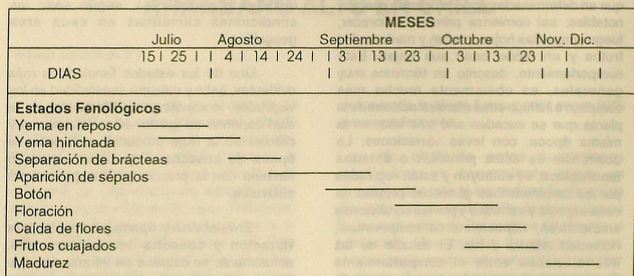 MESES
Julio Agosto Septiembre Octubre Nov. Dic.
15 | 25 | | 4 | 14 | 24 | | 3 | 13 | 23 | 3 | 13 | 23 | | |
DIAS
Estados Fenológicos
Yema en reposo
Yema hinchada
Separación de brácteas
Aparición de sépalos
Botón
Floración
Caída de flores
Frutos cuajados
Madurez